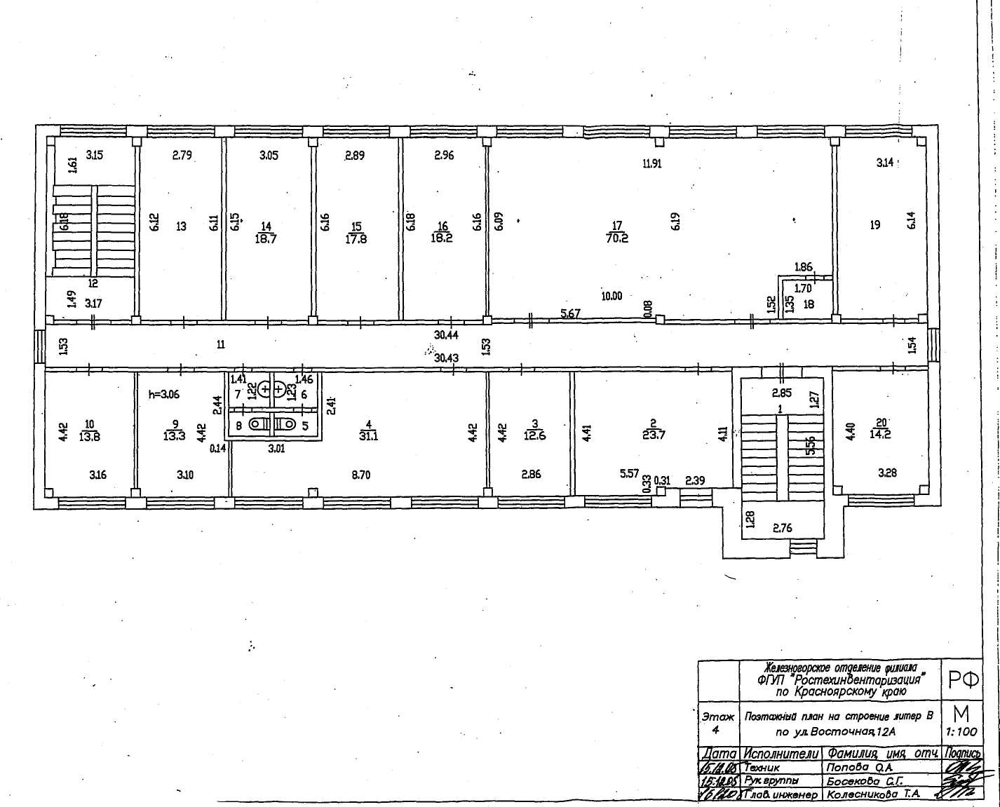 3.15 2.79 3.05 2.89 2.96 11.91 3.14
1.61
6.18 6.12 13 6.11 6.15 14 6.16 15 6.18 16 6.16 6.09 17 6.19 19 6.14
18.7 17.8 18.2 70.2
12
1.49 3.17
1.86
1.70
10.00 5.67 0.08 1.52 1.35 18
30.44
1.53 11 1.53 1.54
30.43
h=3.06 2.44 1.41 7 1.22 1.23 1.46 6 2.41
8 5
2.85
1 1.27
4.42 10 9 4.42 4 4.42 4.42 3 4.41 2 4.11 5.56 4.40 20
13.8 13.3 31.1 12.6 23.7 14.2
0.14 3.01
3.16 3.10 8.70 2.86 5.57 0.33 0.31 2.39 3.28
1.28 2.76
Железногорское отделение филиала
ФГУП "Ростехинвентаризация"
по Красноярскому краю
РФ
Этаж
4
Поэтажный план на строение литер В
по ул. Восточная,12А
М
1:100
Дата Исполнители Фамилия, имя, отч. Подпись
15.12.05 Техник Попова О.А.
15.12.05 Рук.группы Босекова С.Г.
Глав. инженер Колесникова Т.А.